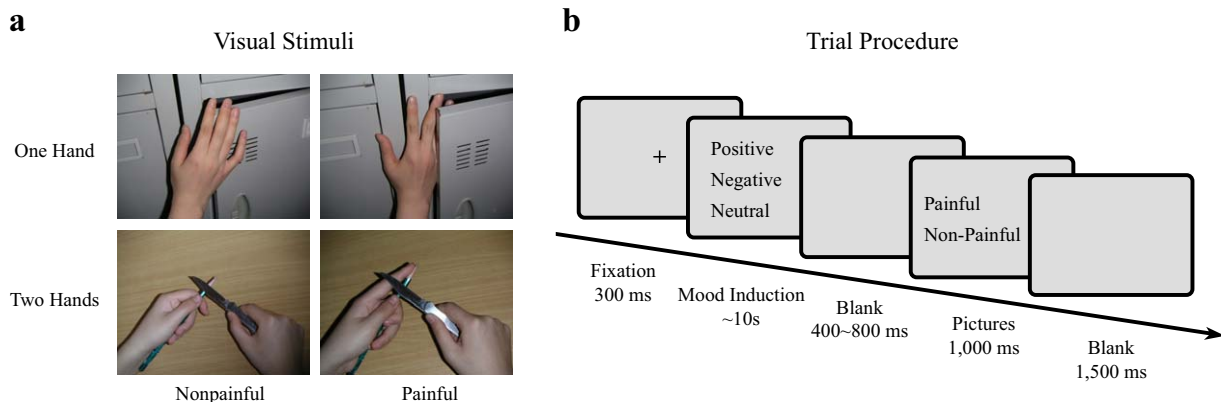 a
Visual Stimuli
One Hand
Two Hands
Nonpainful
Painful
b
Trial Procedure
+
Positive
Negative
Neutral
Painful
Non-Painful
Fixation
300 ms
Mood Induction
~10s
Blank
400~800 ms
Pictures
1,000 ms
Blank
1,500 ms